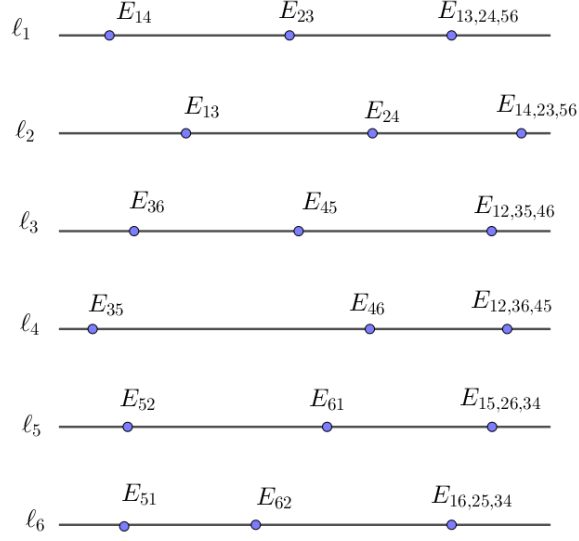 ℓ₁ E₁₄ E₂₃ E₁₃,₂₄,₅₆
ℓ₂ E₁₃ E₂₄ E₁₄,₂₃,₅₆
ℓ₃ E₃₆ E₄₅ E₁₂,₃₅,₄₆
ℓ₄ E₃₅ E₄₆ E₁₂,₃₆,₄₅
ℓ₅ E₅₂ E₆₁ E₁₅,₂₆,₃₄
ℓ₆ E₅₁ E₆₂ E₁₆,₂₅,₃₄